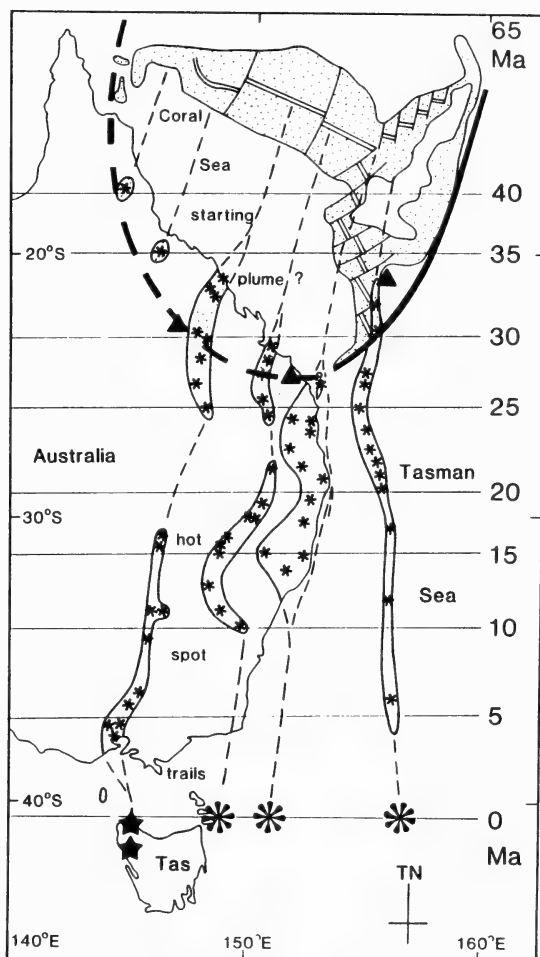 65
Ma
Coral
Sea
40
starting
20°S
35
plume ?
30
25
Australia
Tasman
20
30°S
hot
15
Sea
10
spot
5
trails
40°S
0
Ma
Tas
TN
140°E
150°E
160°E